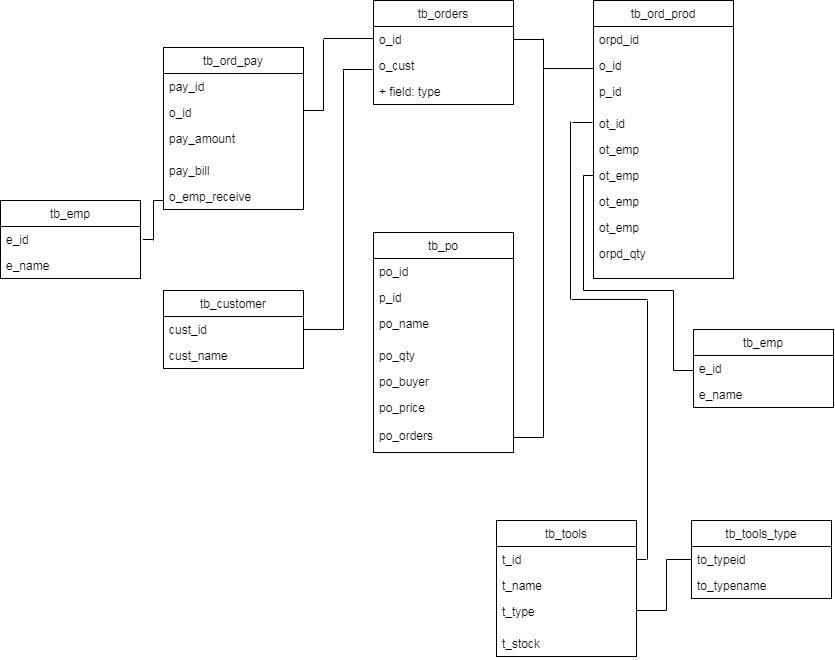 tb_orders
o_id
o_cust
+ field: type
tb_ord_prod
orpd_id
o_id
p_id
ot_id
ot_emp
ot_emp
ot_emp
ot_emp
orpd_qty
tb_ord_pay
pay_id
o_id
pay_amount
pay_bill
o_emp_receive
tb_emp
e_id
e_name
tb_po
po_id
p_id
po_name
po_qty
po_buyer
po_price
po_orders
tb_customer
cust_id
cust_name
tb_emp
e_id
e_name
tb_tools
t_id
t_name
t_type
t_stock
tb_tools_type
to_typeid
to_typename